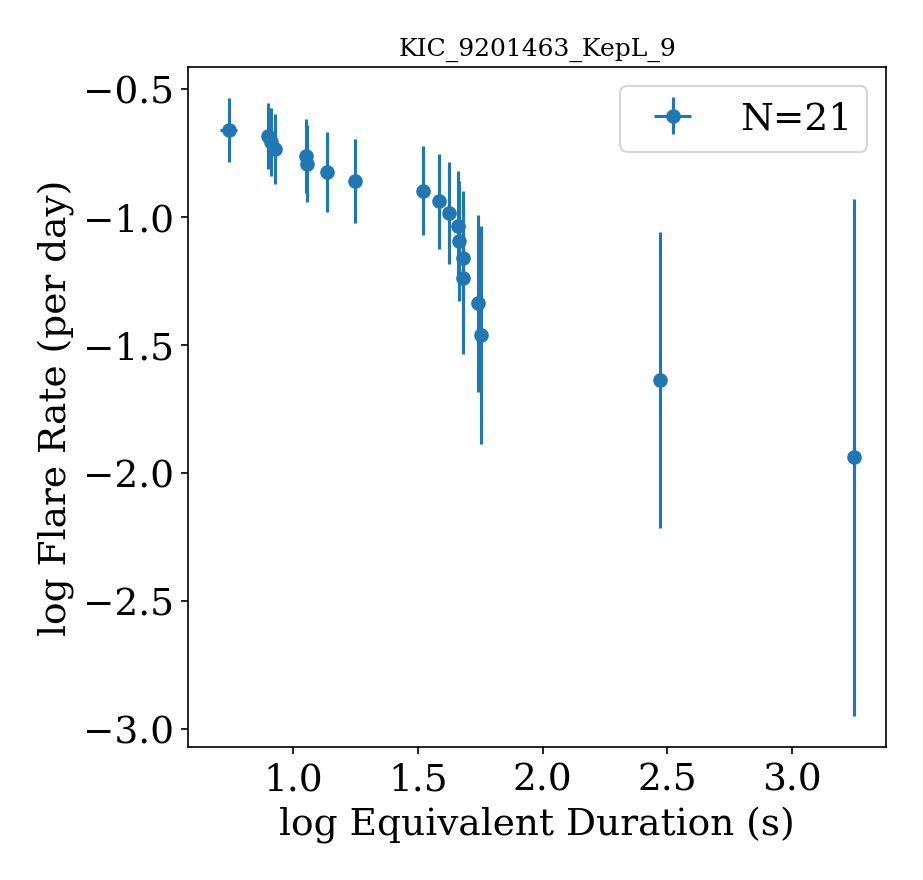 KIC_9201463_KepL_9
N=21
log Flare Rate (per day)
−0.5
−1.0
−1.5
−2.0
−2.5
−3.0
1.0 1.5 2.0 2.5 3.0
log Equivalent Duration (s)